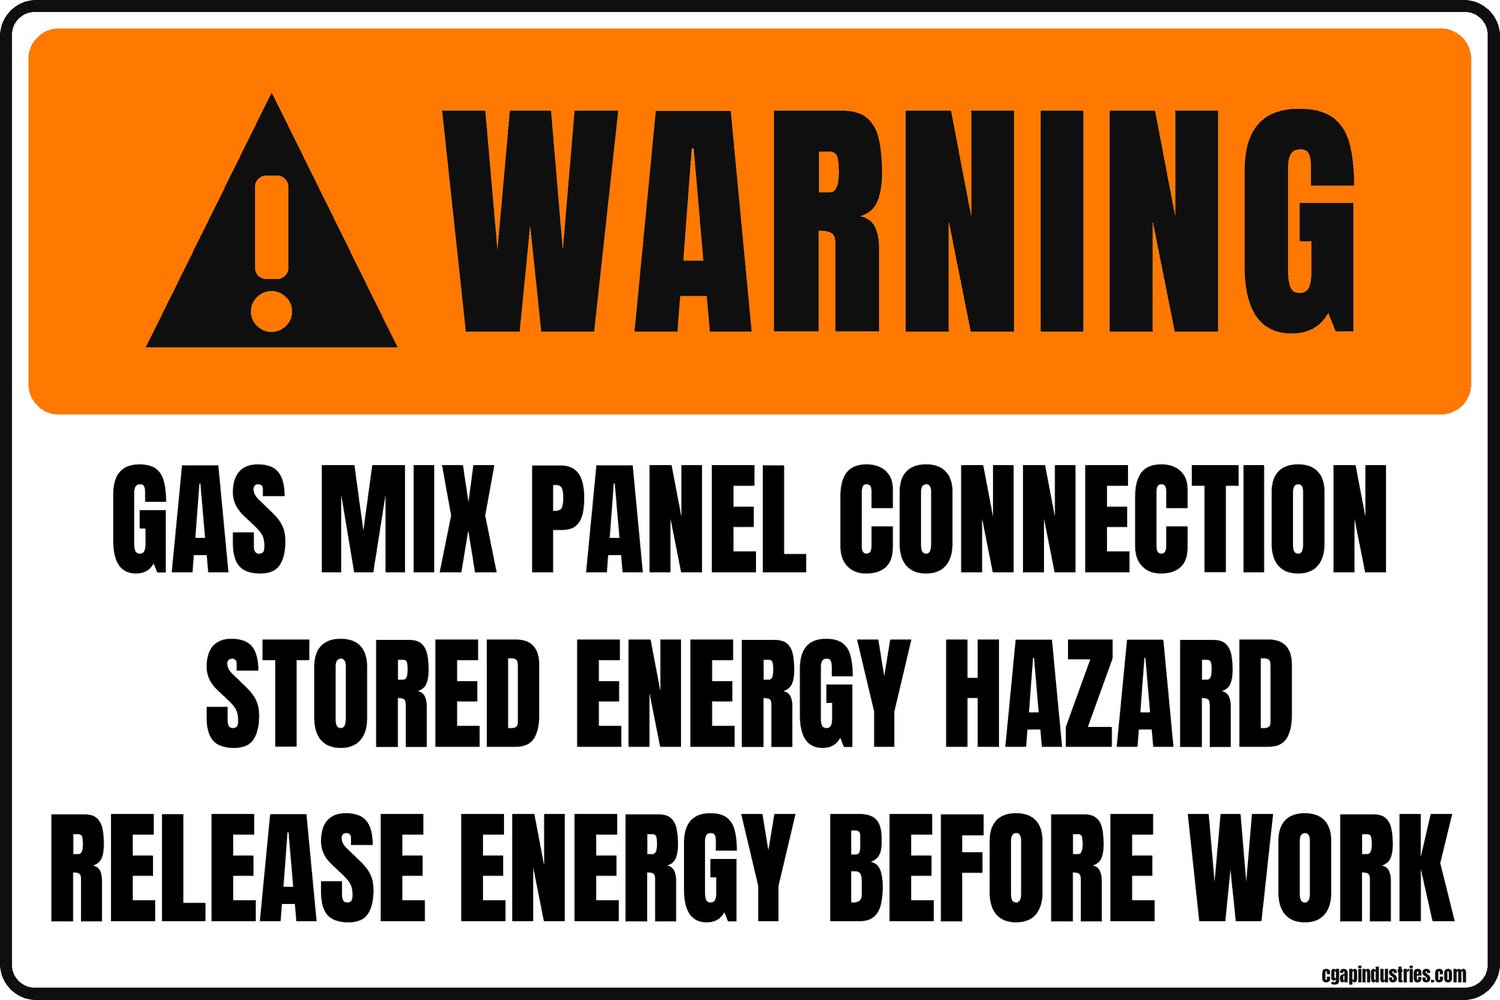 WARNING
GAS MIX PANEL CONNECTION
STORED ENERGY HAZARD
RELEASE ENERGY BEFORE WORK
cgapindustries.com